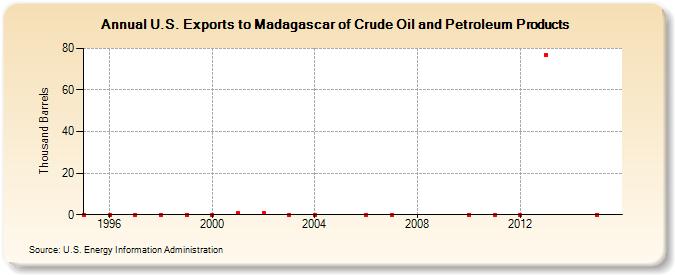 Annual U.S. Exports to Madagascar of Crude Oil and Petroleum Products
Thousand Barrels
80
60
40
20
0
1996 2000 2004 2008 2012
Source: U.S. Energy Information Administration